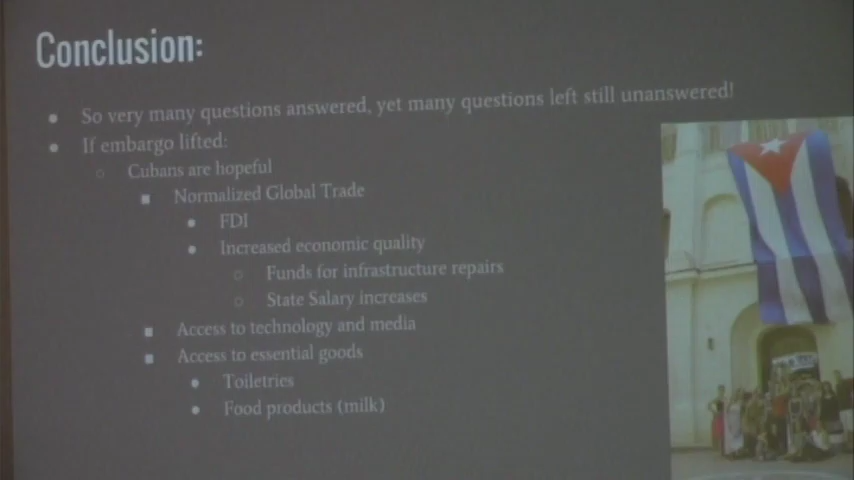 Conclusion:
So very many questions answered, yet many questions left still unanswered!
If embargo lifted:
Cubans are hopeful
Normalized Global Trade
FDI
Increased economic quality
Funds for infrastructure repairs
State Salary increases
Access to technology and media
Access to essential goods
Toiletries
Food products (milk)